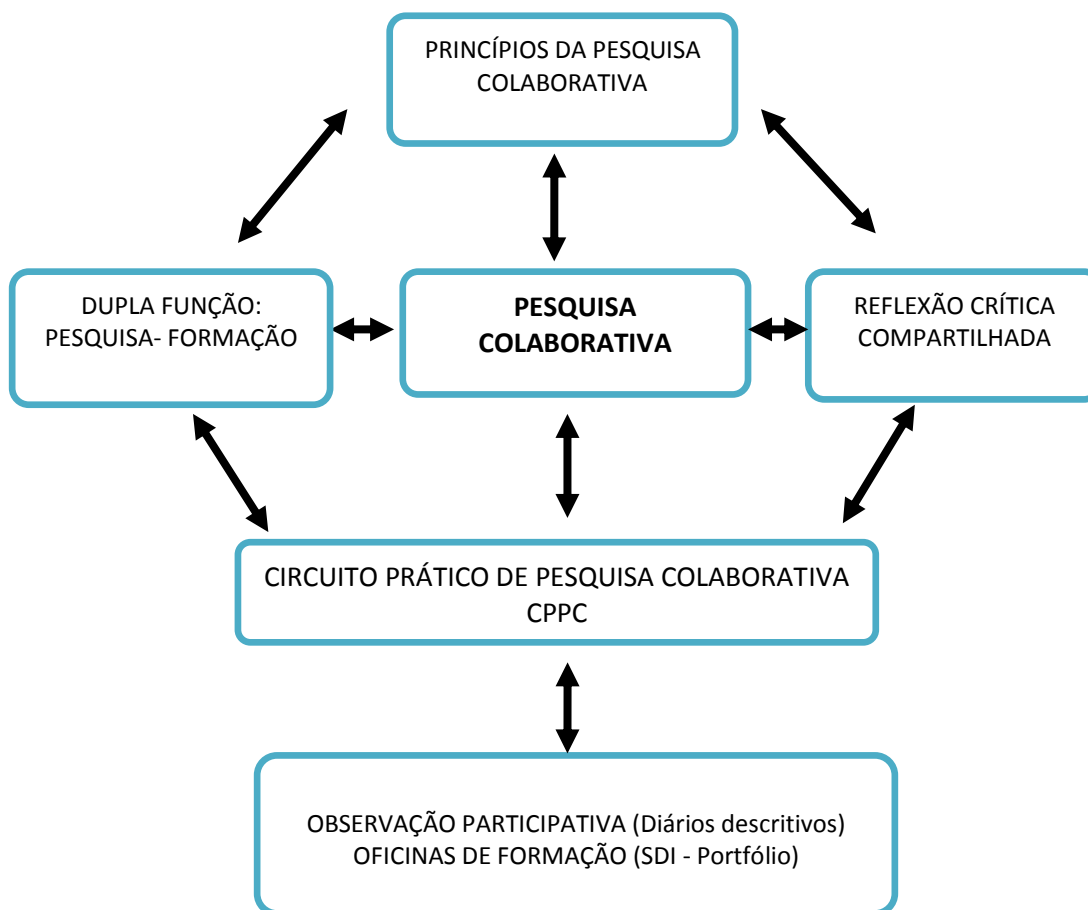 PRINCÍPIOS DA PESQUISA
COLABORATIVA
DUPLA FUNÇÃO:
PESQUISA- FORMAÇÃO
PESQUISA
COLABORATIVA
REFLEXÃO CRÍTICA
COMPARTILHADA
CIRCUITO PRÁTICO DE PESQUISA COLABORATIVA
CPPC
OBSERVAÇÃO PARTICIPATIVA (Diários descritivos)
OFICINAS DE FORMAÇÃO (SDI - Portfólio)